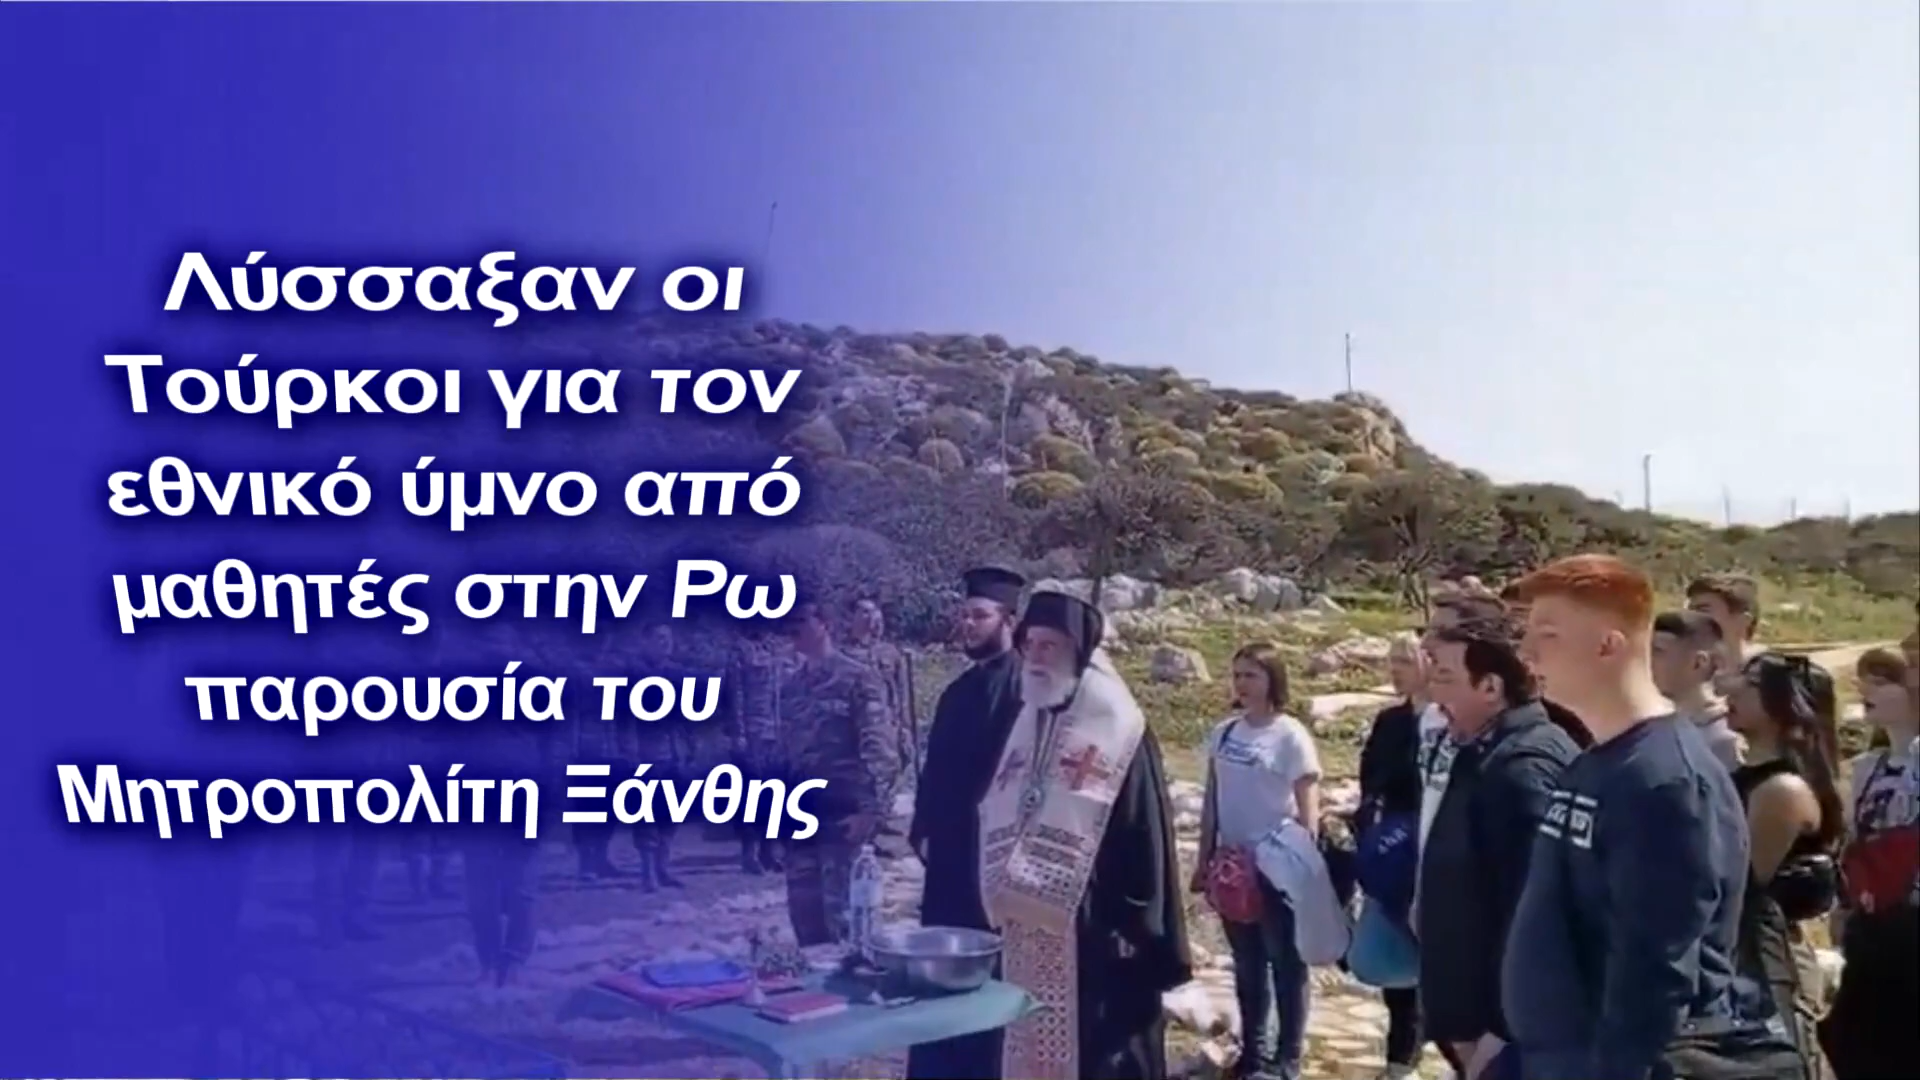 Λύσσαξαν οι
Τούρκοι για τον
εθνικό ύμνο από
μαθητές στην Ρω
παρουσία του
Μητροπολίτη Ξάνθης